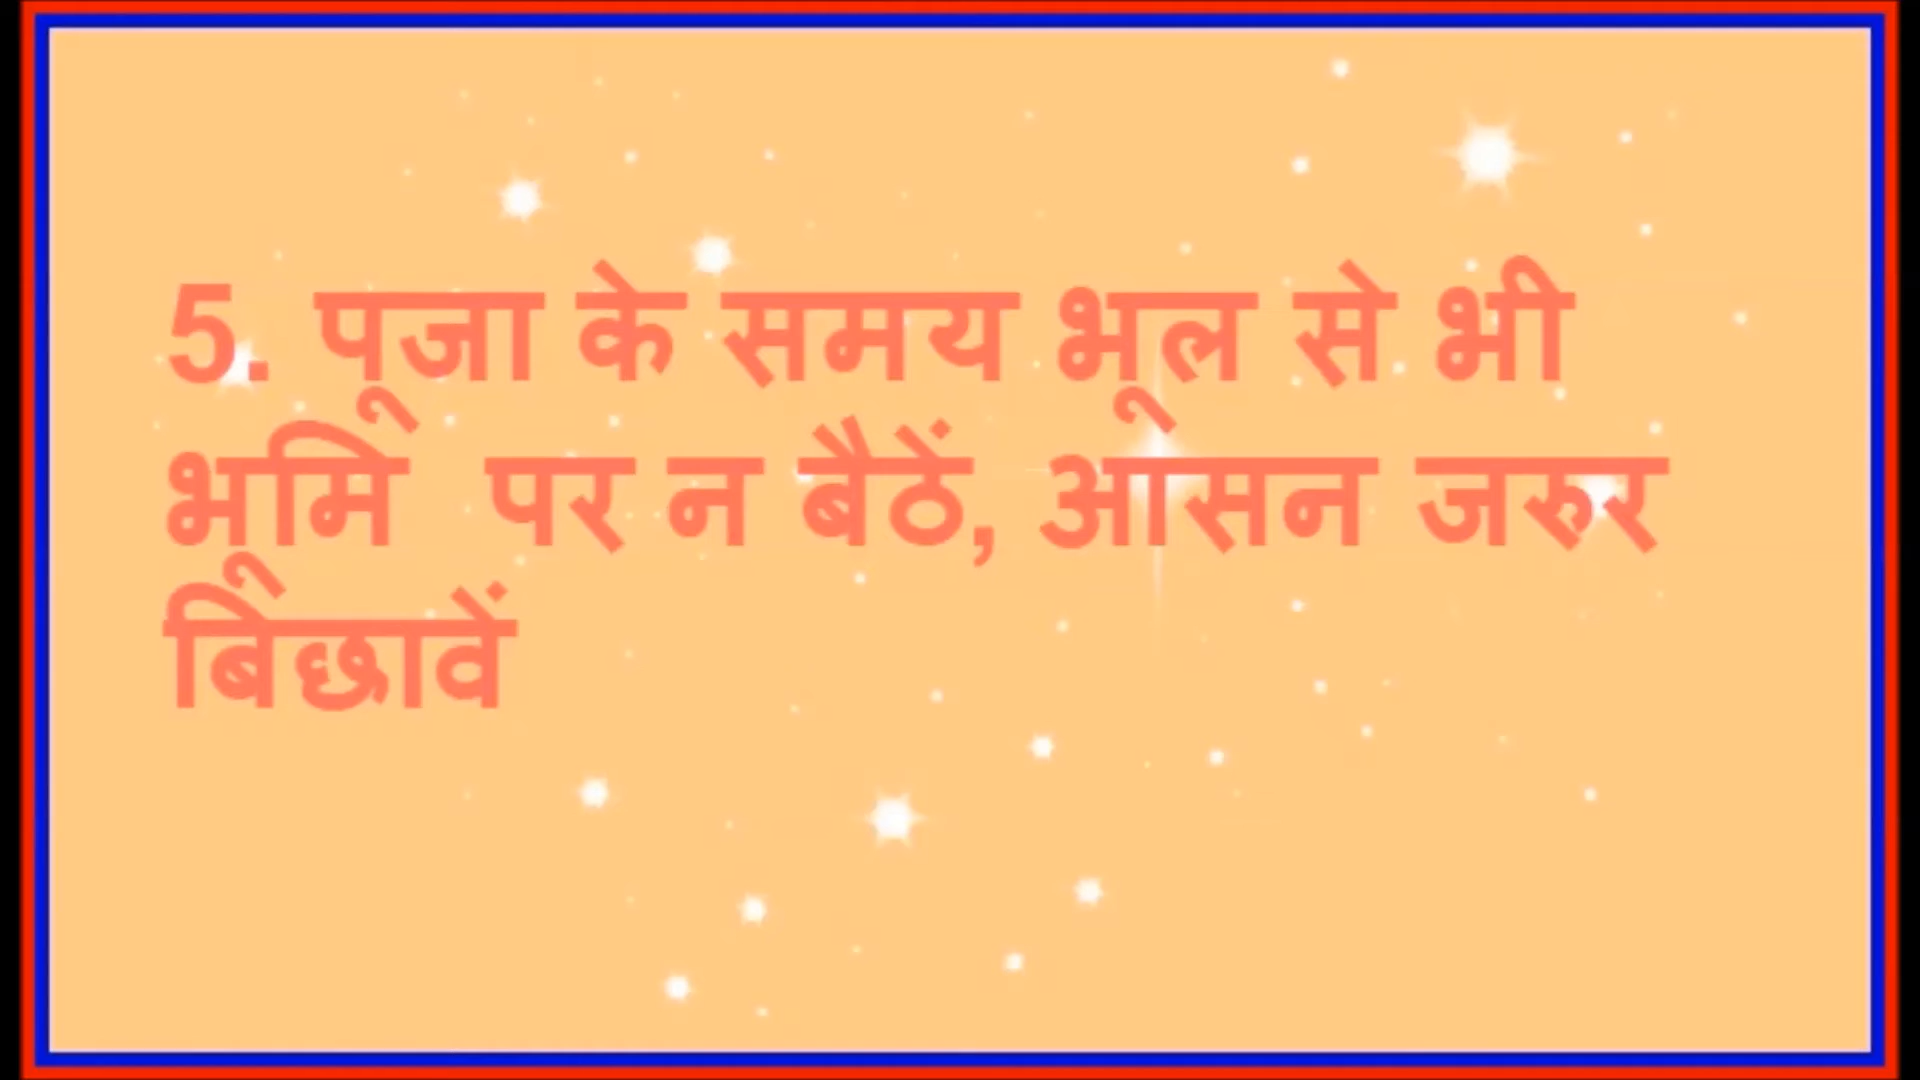 5. पूजा के समय भूल से भी
भूमि पर न बैठें, आसन जरुर
बिछावें